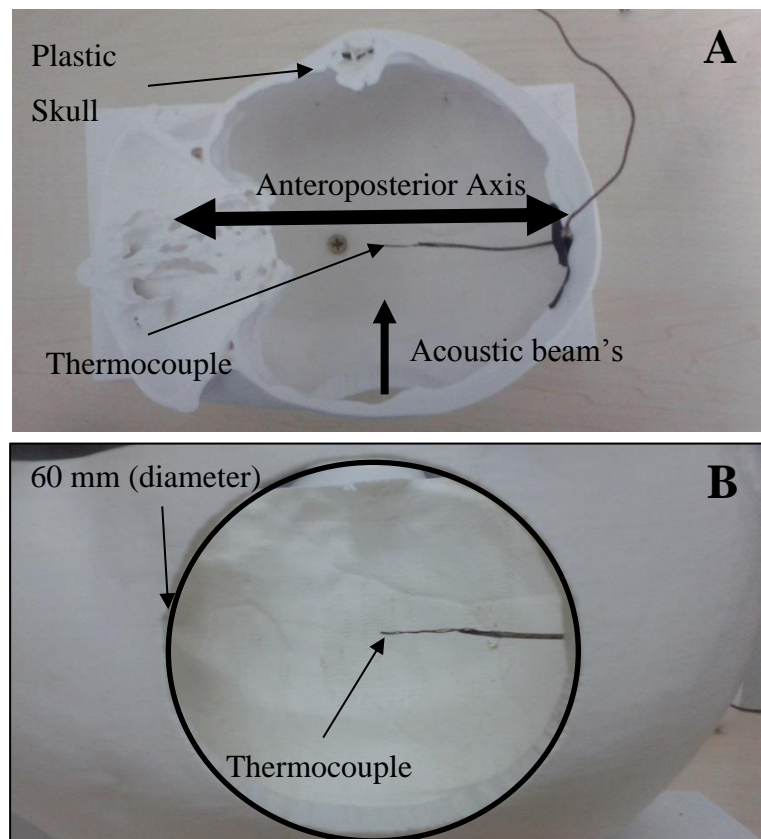 A
Plastic
Skull
Anteroposterior Axis
Thermocouple
Acoustic beam's
60 mm (diameter)
B
Thermocouple